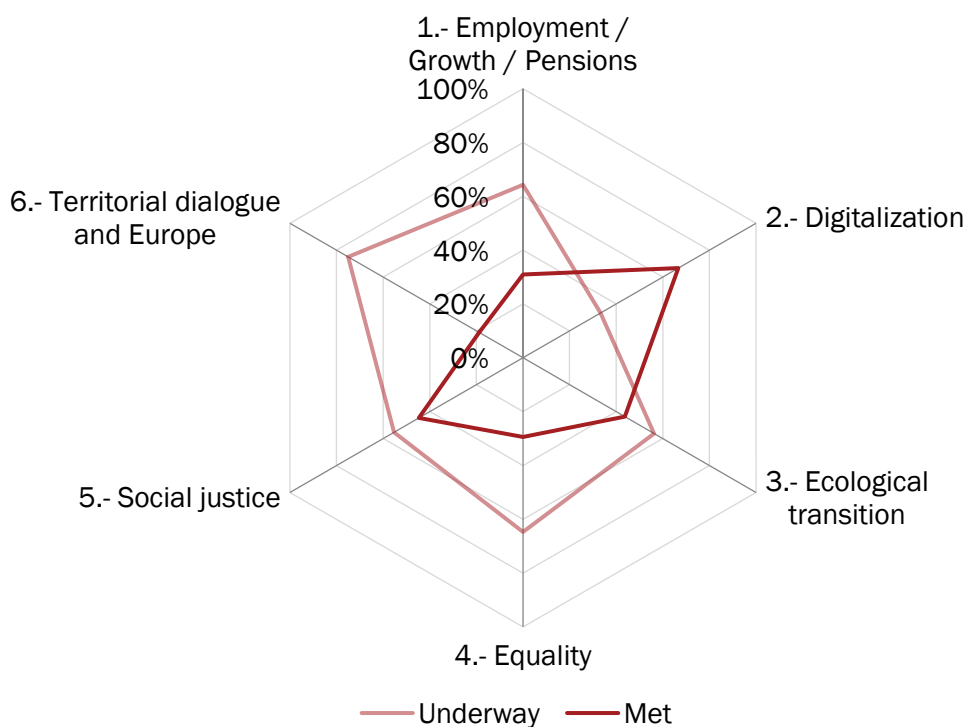 1.- Employment /
Growth / Pensions
100%
80%
60%
40%
20%
0%
2.- Digitalization
3.- Ecological
transition
4.- Equality
5.- Social justice
6.- Territorial dialogue
and Europe
Underway
Met